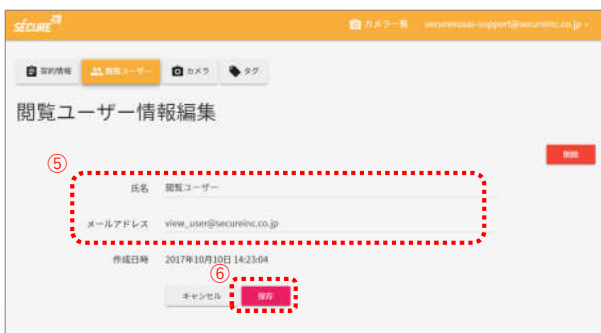 SECURE
カメラ一覧 securevsaas-support@secureinc.co.jp
契約情報 閲覧ユーザー カメラ タグ
閲覧ユーザー情報編集
削除
⑤
氏名 閲覧ユーザー
メールアドレス view_user@secureinc.co.jp
作成日時 2017年10月10日 14:23:04
⑥
キャンセル 保存